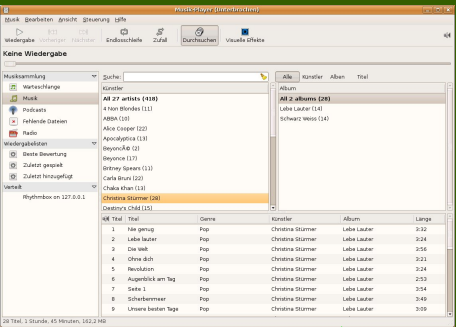 Musik-Player (Unterbrochen)
Musik Bearbeiten Ansicht Steuerung Hilfe
Wiedergabe Vorheriger Nächster Endlosschleife Zufall Durchsuchen Visuelle Effekte
Keine Wiedergabe
Musiksammlung
Warteschlange
Musik
Podcasts
Fehlende Dateien
Radio
Wiedergabelisten
Beste Bewertung
Zuletzt gespielt
Zuletzt hinzugefügt
Verteilt
Rhythmbox on 127.0.0.1
Suche: Alle Künstler Alben Titel
Künstler
All 27 artists (418)
4 Non Blondes (11)
ABBA (10)
Alice Cooper (22)
Apocalyptica (13)
BeyoncÃ© (2)
Beyonce (17)
Britney Spears (11)
Carla Bruni (22)
Chaka Khan (13)
Christina Stürmer (28)
Destiny's Child (15)
Album
All 2 albums (28)
Lebe Lauter (14)
Schwarz Weiss (14)
Titel Titel Genre Künstler Album Länge
1 Nie genug Pop Christina Stürmer Lebe Lauter 3:32
2 Lebe lauter Pop Christina Stürmer Lebe Lauter 3:24
3 Die Welt Pop Christina Stürmer Lebe Lauter 3:56
4 Ohne dich Pop Christina Stürmer Lebe Lauter 3:21
5 Revolution Pop Christina Stürmer Lebe Lauter 3:24
6 Augenblick am Tag Pop Christina Stürmer Lebe Lauter 2:53
7 Seite 1 Pop Christina Stürmer Lebe Lauter 3:54
8 Scherbenmeer Pop Christina Stürmer Lebe Lauter 3:49
9 Unsere besten Tage Pop Christina Stürmer Lebe Lauter 3:09
28 Titel, 1 Stunde, 45 Minuten, 162.2 MB